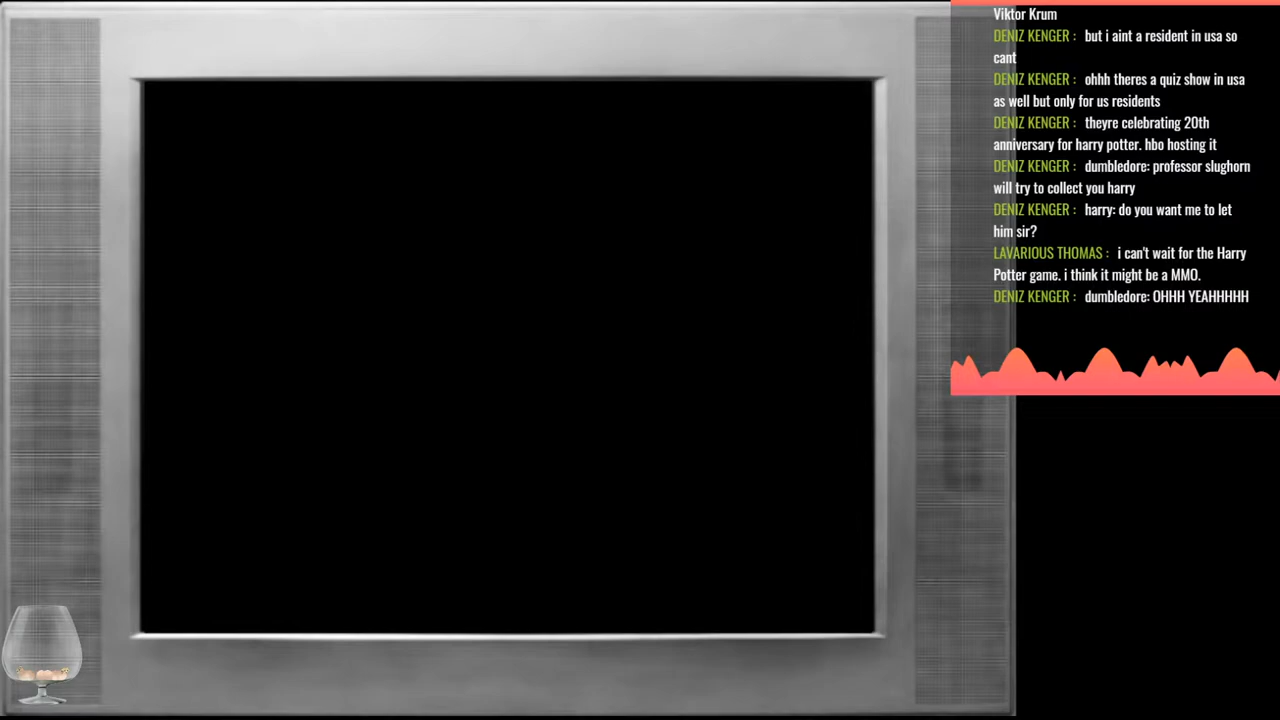 Viktor Krum
DENIZ KENGER : but i aint a resident in usa so
cant
DENIZ KENGER : ohhh theres a quiz show in usa
as well but only for us residents
DENIZ KENGER : theyre celebrating 20th
anniversary for harry potter. hbo hosting it
DENIZ KENGER : dumbledore: professor slughorn
will try to collect you harry
DENIZ KENGER : harry: do you want me to let
him sir?
LAVARIOUS THOMAS : i can't wait for the Harry
Potter game. i think it might be a MMO.
DENIZ KENGER : dumbledore: OHHH YEAHHHHH